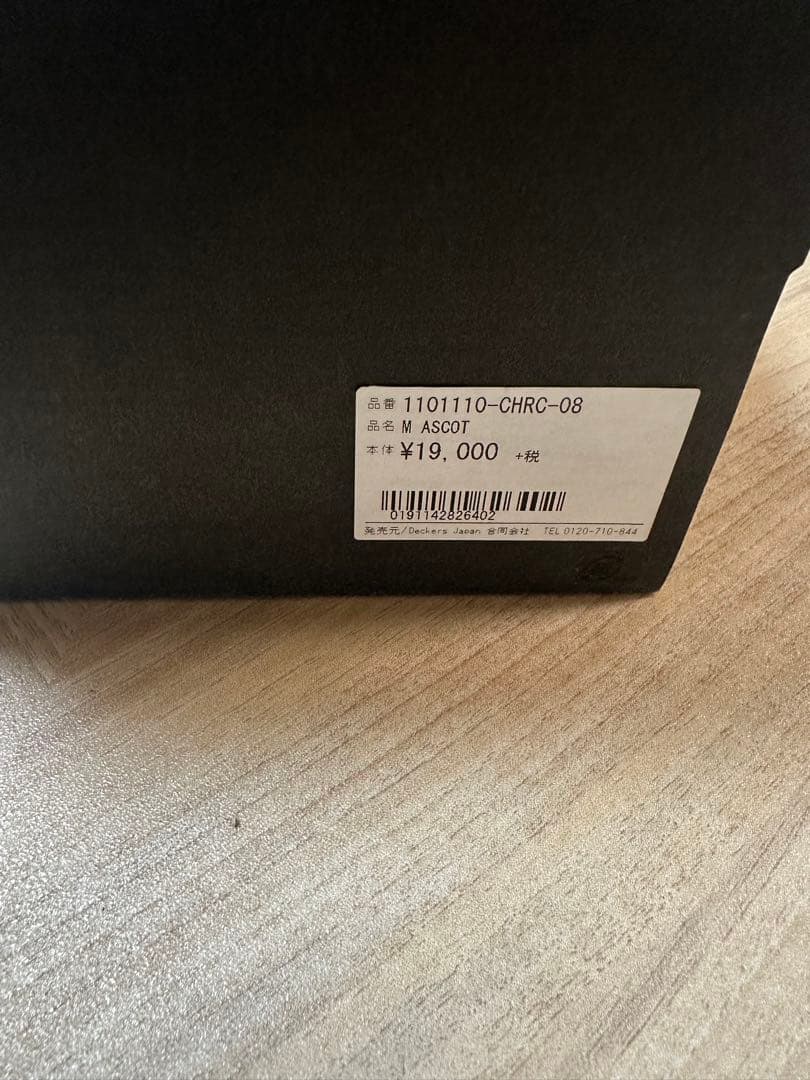 品番 1101110-CHRC-08
品名 M ASCOT
本体 ¥19,000 +税
0191142826402
発売元/Deckers Japan 合同会社 TEL 0120-710-844